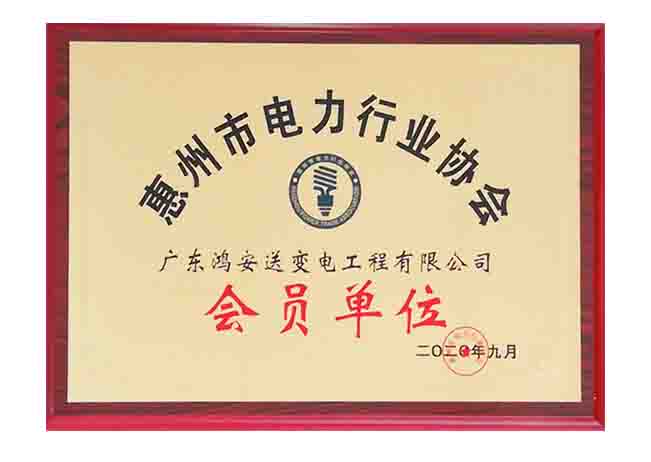 惠州市电力行业协会
广东鸿安送变电工程有限公司
会员单位
二〇二〇年九月